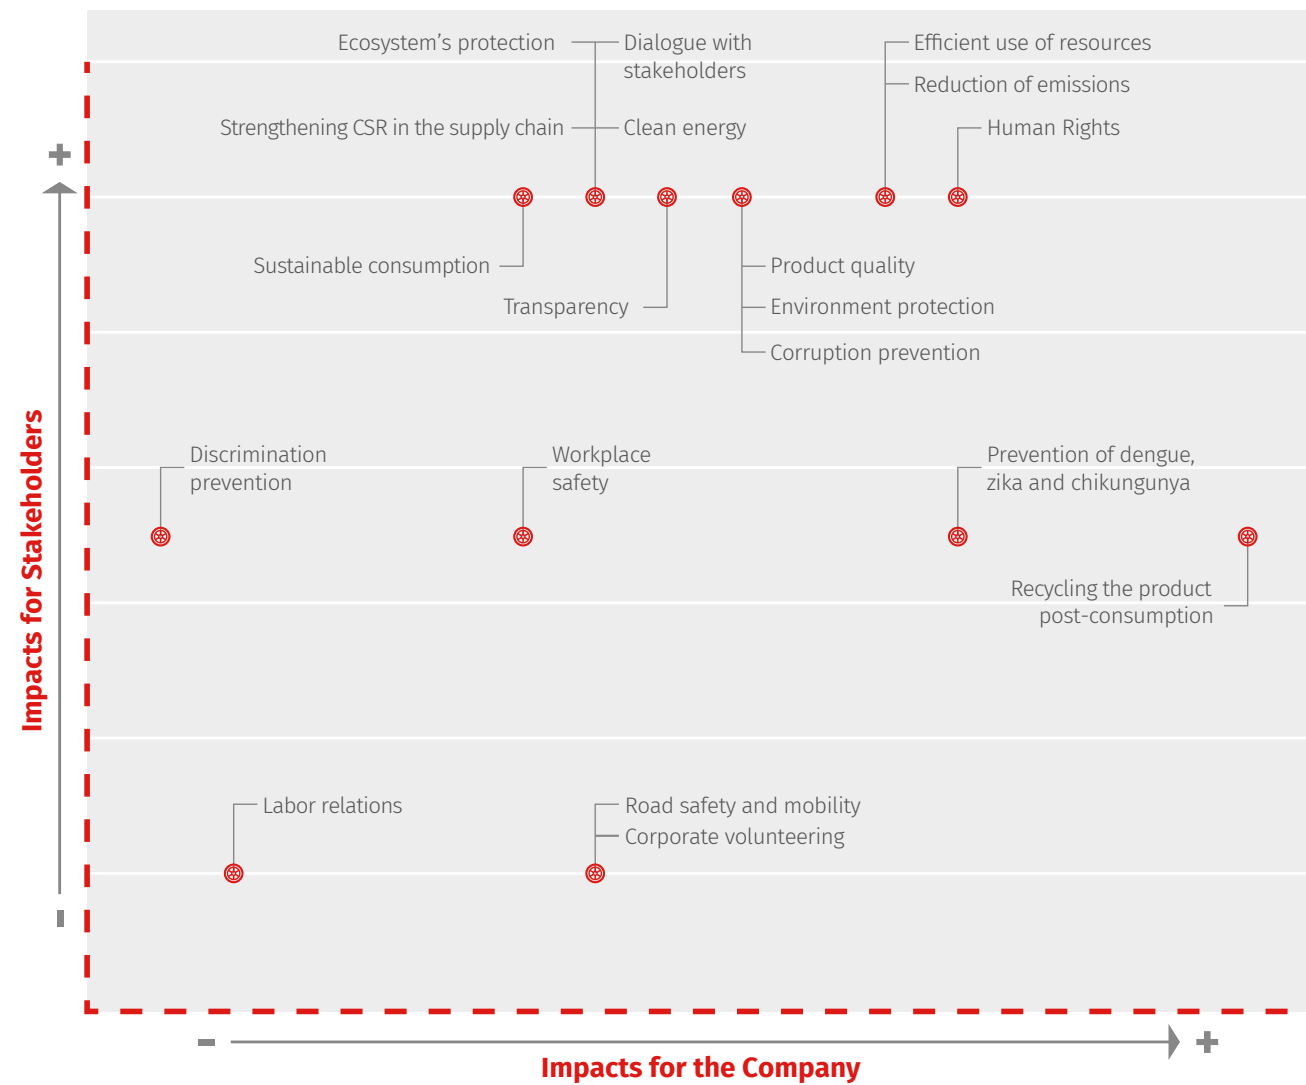 Ecosystem’s protection
Dialogue with
stakeholders
Efficient use of resources
Reduction of emissions
Strengthening CSR in the supply chain
Clean energy
Human Rights
+
Sustainable consumption
Product quality
Transparency
Environment protection
Corruption prevention
Impacts for Stakeholders
Discrimination
prevention
Workplace
safety
Prevention of dengue,
zika and chikungunya
Recycling the product
post-consumption
Labor relations
Road safety and mobility
Corporate volunteering
-
-
+
Impacts for the Company